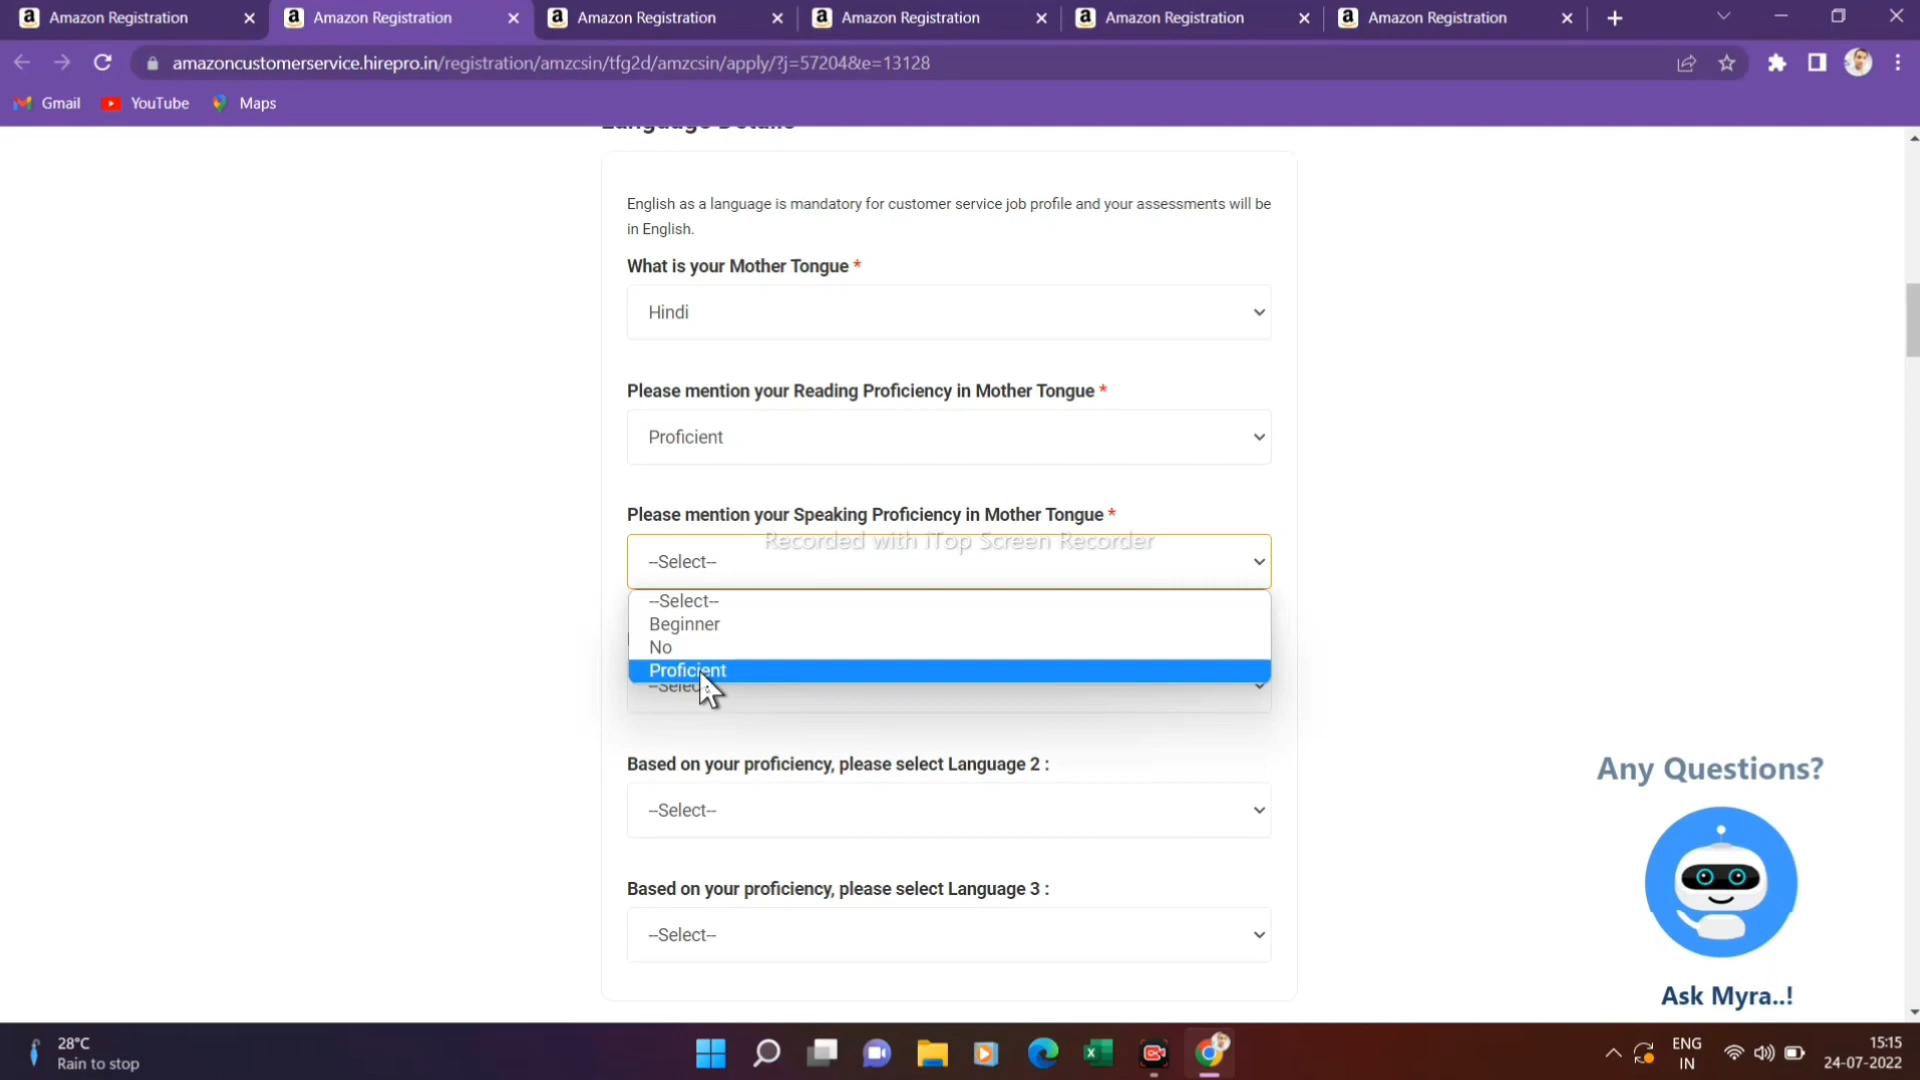 Amazon Registration
Amazon Registration
Amazon Registration
Amazon Registration
Amazon Registration
Amazon Registration
amazoncustomerservice.hirepro.in/registration/amzcsin/tfg2d/amzcsin/apply/?j=57204&e=13128
Gmail
YouTube
Maps
Language Details
English as a language is mandatory for customer service job profile and your assessments will be
in English.
What is your Mother Tongue *
Hindi
Please mention your Reading Proficiency in Mother Tongue *
Proficient
Please mention your Speaking Proficiency in Mother Tongue *
Recorded with iTop Screen Recorder
--Select--
--Select--
Beginner
No
Proficient
--Select--
Based on your proficiency, please select Language 2 :
--Select--
Based on your proficiency, please select Language 3 :
--Select--
Any Questions?
Ask Myra..!
28°C
Rain to stop
ENG
IN
15:15
24-07-2022